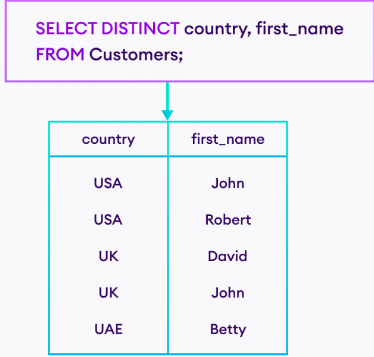 SELECT DISTINCT country, first_name
FROM Customers;
country first_name
USA John
USA Robert
UK David
UK John
UAE Betty